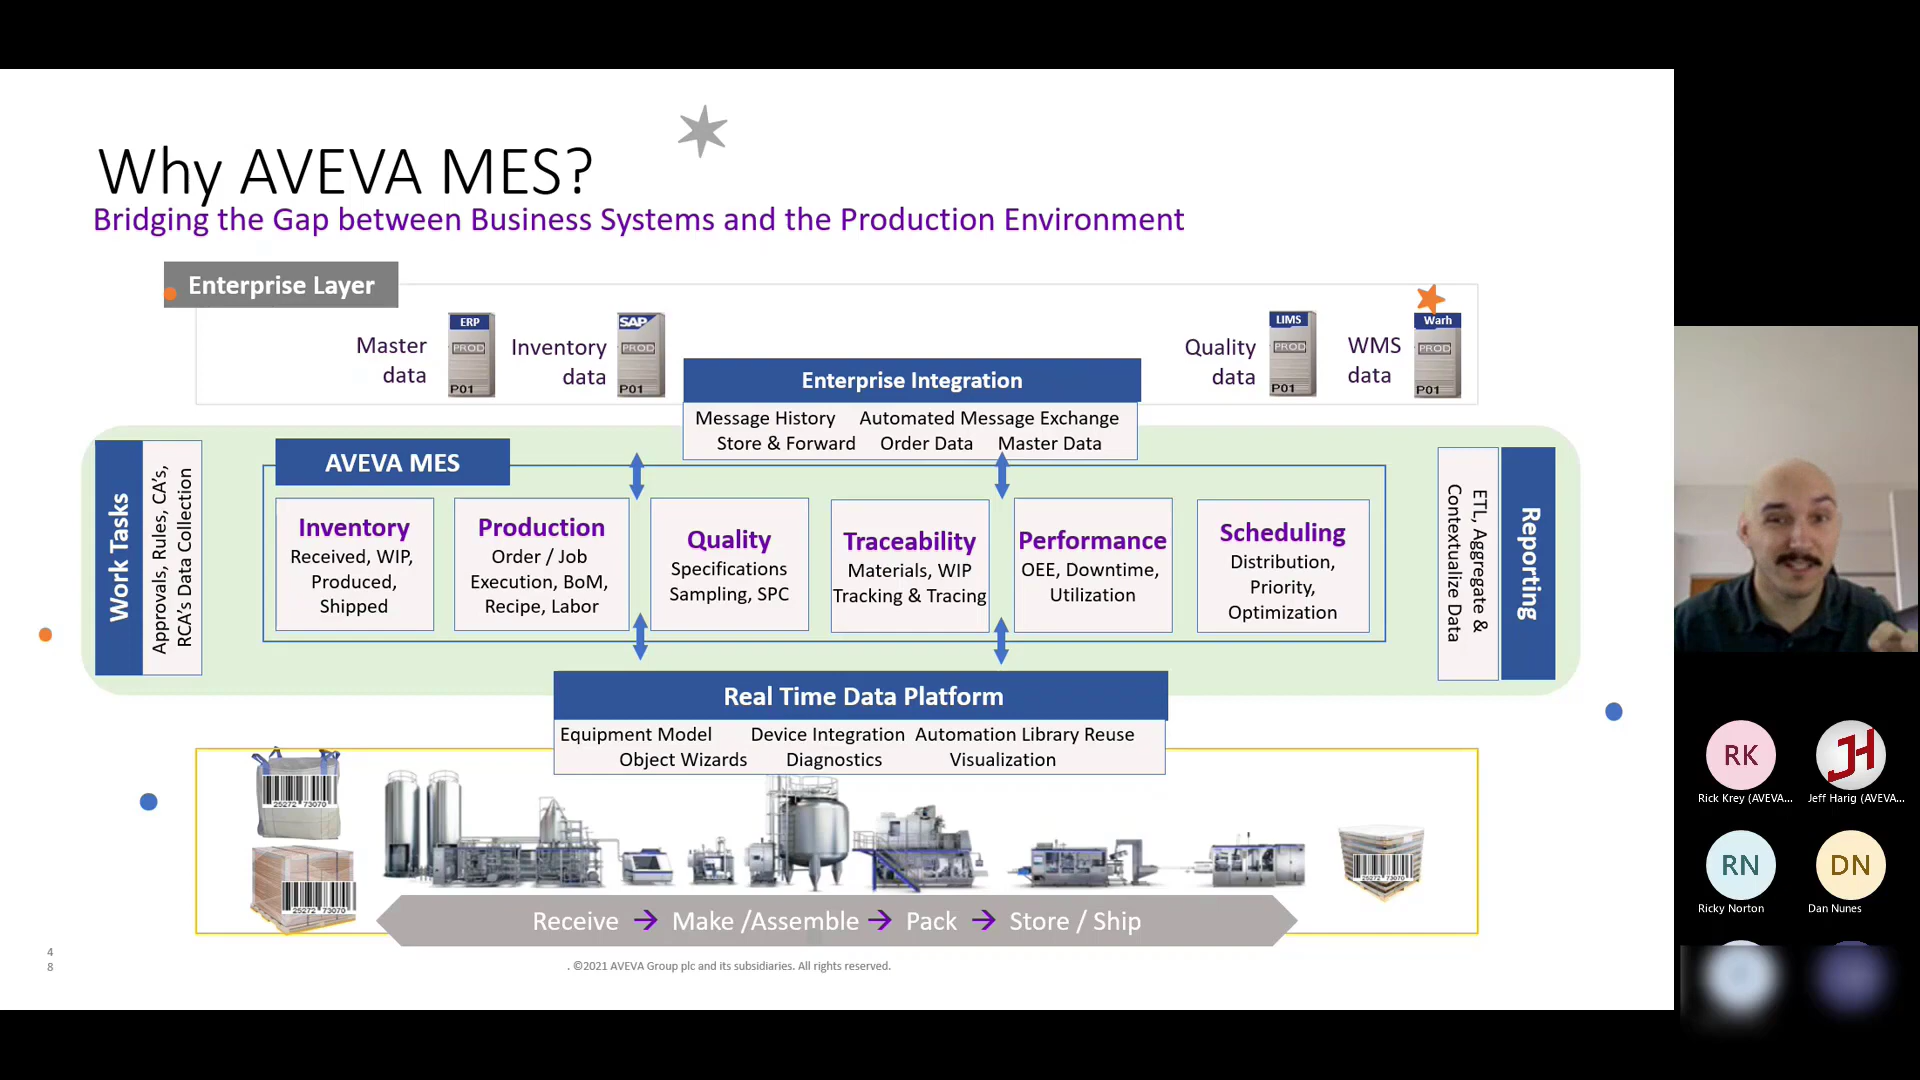 Why AVEVA MES?
Bridging the Gap between Business Systems and the Production Environment
Enterprise Layer
Master
data
ERP
PROD
P01
Inventory
data
SAP
PROD
P01
Quality
data
LIMS
PROD
P01
WMS
data
Warh
PROD
P01
Enterprise Integration
Message History Automated Message Exchange
Store & Forward Order Data Master Data
Work Tasks
Approvals, Rules, CA's,
RCA's Data Collection
AVEVA MES
Inventory
Received, WIP,
Produced,
Shipped
Production
Order / Job
Execution, BoM,
Recipe, Labor
Quality
Specifications
Sampling, SPC
Traceability
Materials, WIP
Tracking & Tracing
Performance
OEE, Downtime,
Utilization
Scheduling
Distribution,
Priority,
Optimization
ETL, Aggregate &
Contextualize Data
Reporting
Real Time Data Platform
Equipment Model Device Integration Automation Library Reuse
Object Wizards Diagnostics Visualization
25272 73070
25272 73070
25272 73070
Receive → Make /Assemble → Pack → Store / Ship
4
8
. ©2021 AVEVA Group plc and its subsidiaries. All rights reserved.
RK
Rick Krey (AVEVA...
JH
Jeff Harig (AVEVA...
RN
Ricky Norton
DN
Dan Nunes